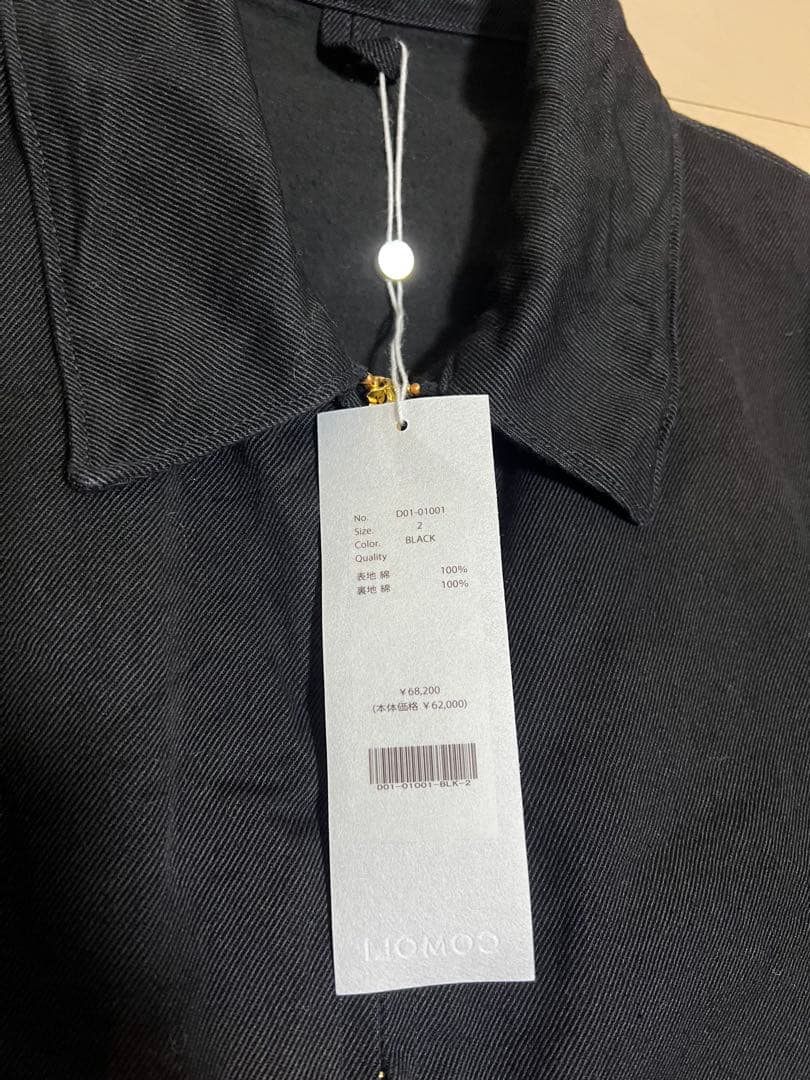 No. D01-01001
Size. 2
Color. BLACK
Quality
表地 綿 100%
裏地 綿 100%
¥68,200
(本体価格 ¥62,000)
D01-01001-BLK-2
COMOLI